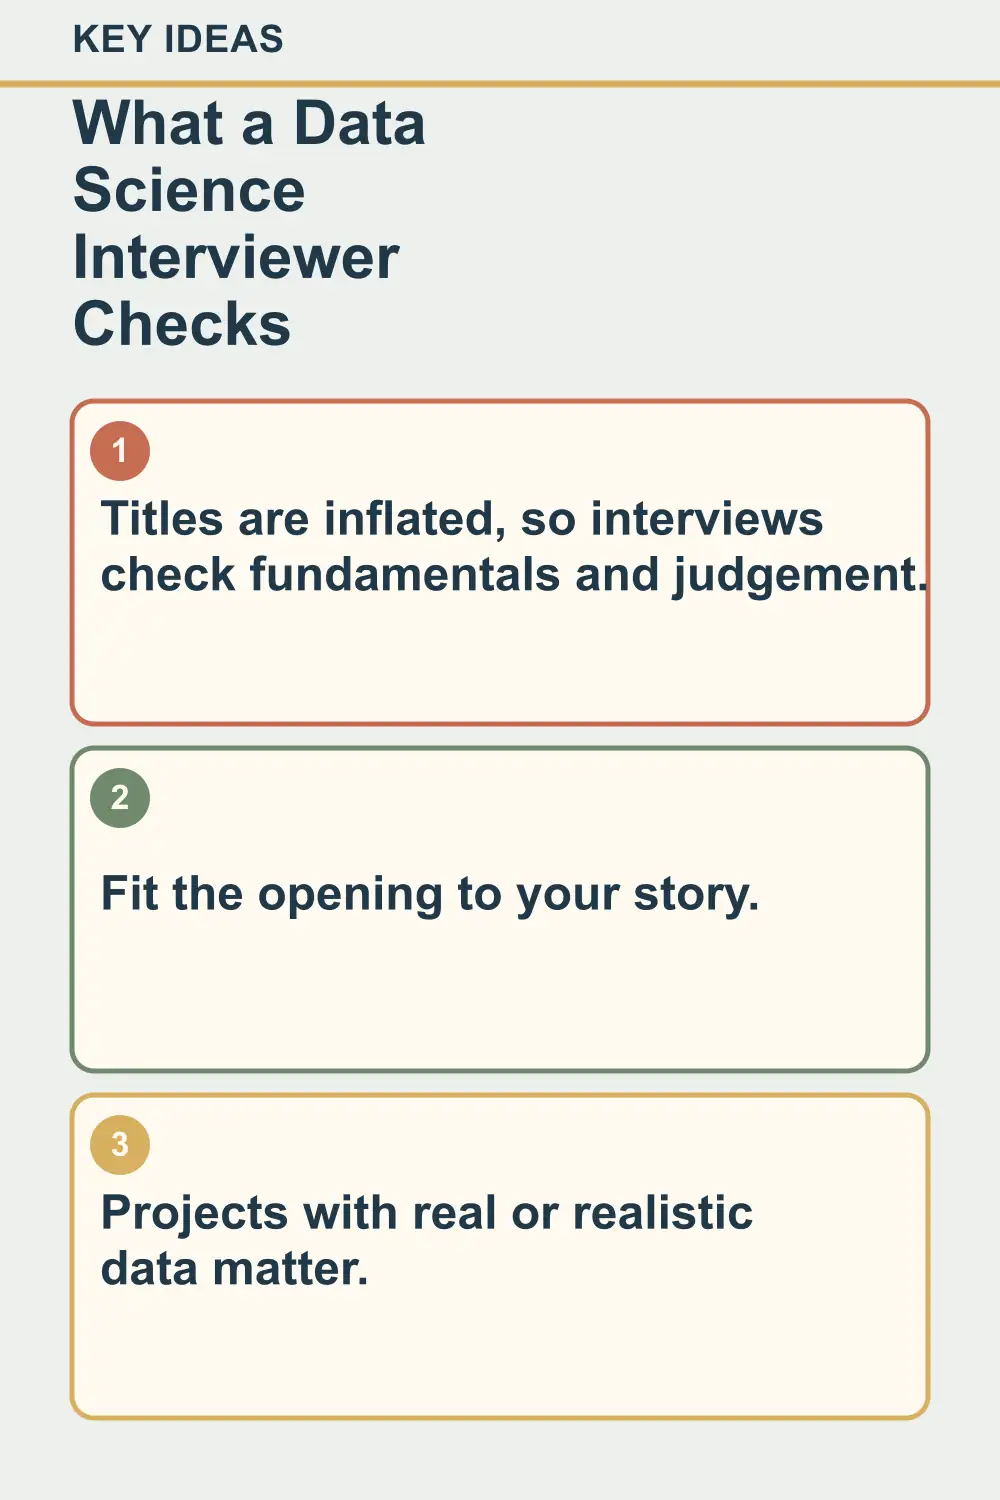 KEY IDEAS
What a Data
Science
Interviewer
Checks
1
Titles are inflated, so interviews
check fundamentals and judgement.
2
Fit the opening to your story.
3
Projects with real or realistic
data matter.